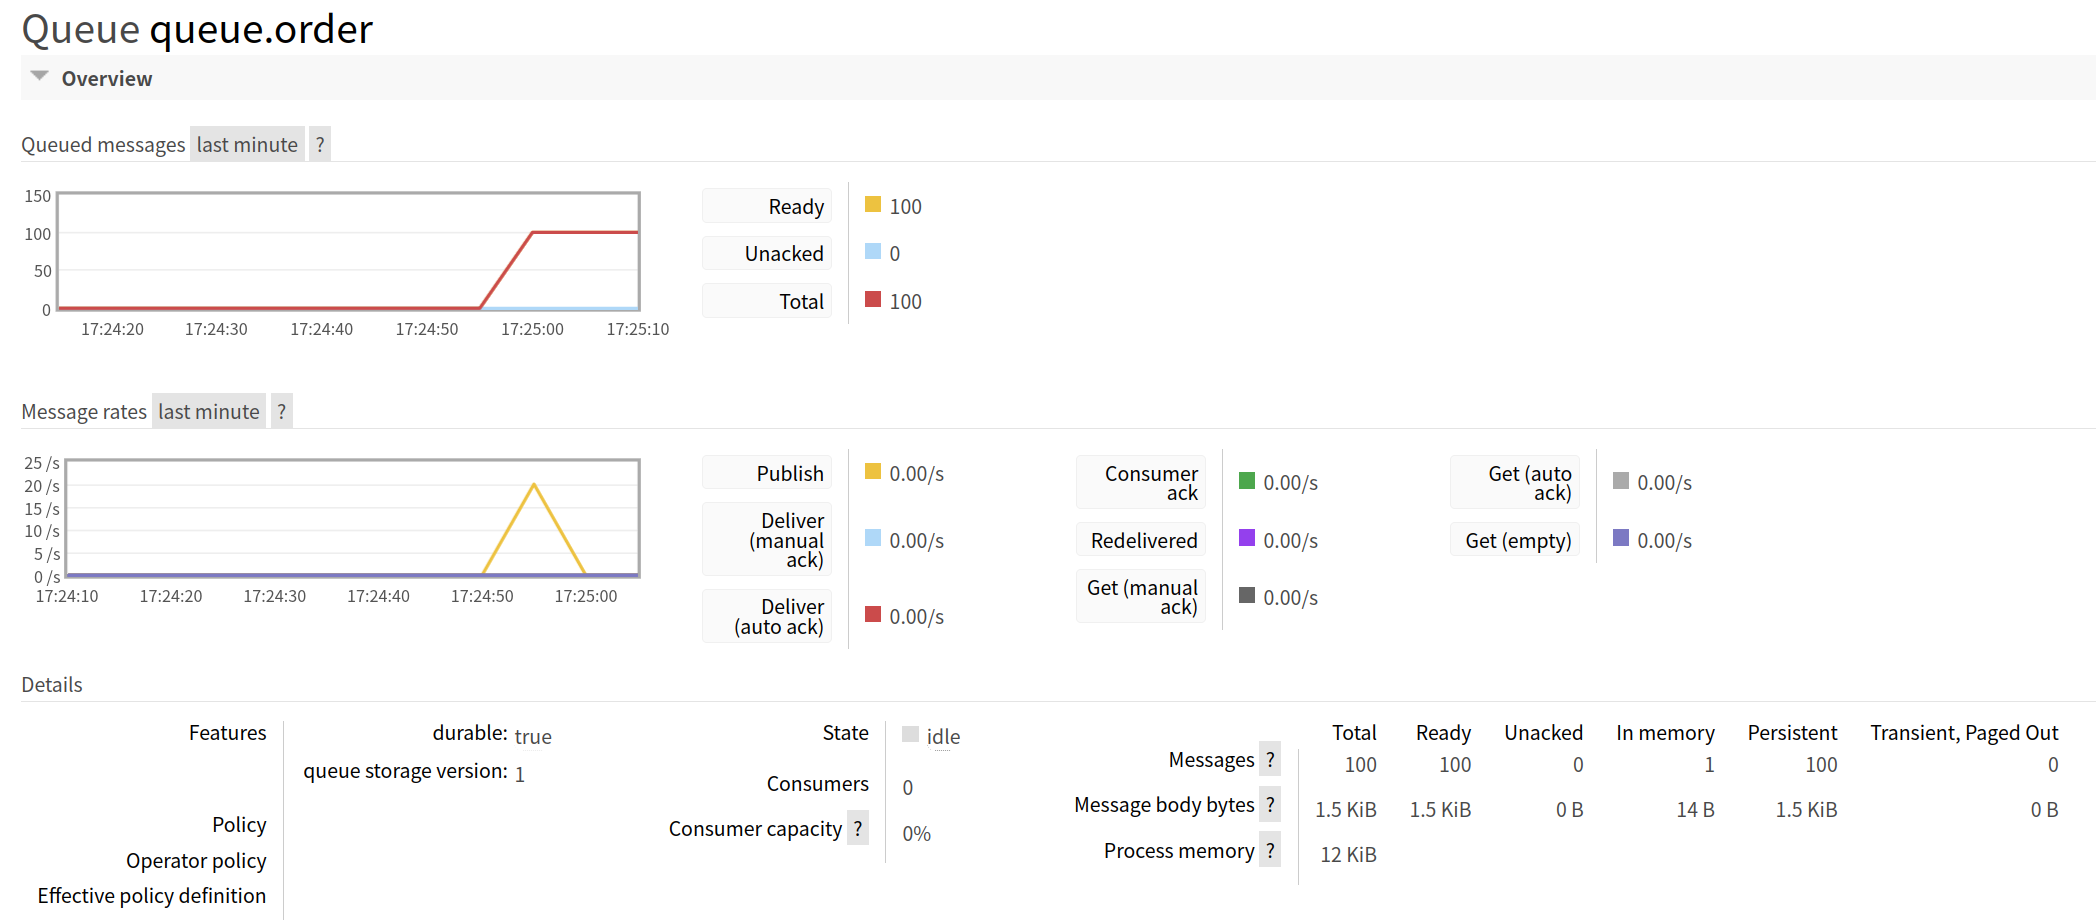 Queue queue.order
Overview
Queued messages last minute ?
150
100
50
0
17:24:20 17:24:30 17:24:40 17:24:50 17:25:00 17:25:10
Ready 100
Unacked 0
Total 100
Message rates last minute ?
25 /s
20 /s
15 /s
10 /s
5 /s
0 /s
17:24:10 17:24:20 17:24:30 17:24:40 17:24:50 17:25:00
Publish 0.00/s
Deliver
(manual 0.00/s
ack)
Deliver
(auto ack) 0.00/s
Consumer
ack 0.00/s
Redelivered 0.00/s
Get (manual
ack) 0.00/s
Get (auto
ack) 0.00/s
Get (empty) 0.00/s
Details
Features durable: true
queue storage version: 1
Policy
Operator policy
Effective policy definition
State idle
Consumers 0
Consumer capacity ? 0%
Total Ready Unacked In memory Persistent Transient, Paged Out
Messages ? 100 100 0 1 100 0
Message body bytes ? 1.5 KiB 1.5 KiB 0 B 14 B 1.5 KiB 0 B
Process memory ? 12 KiB